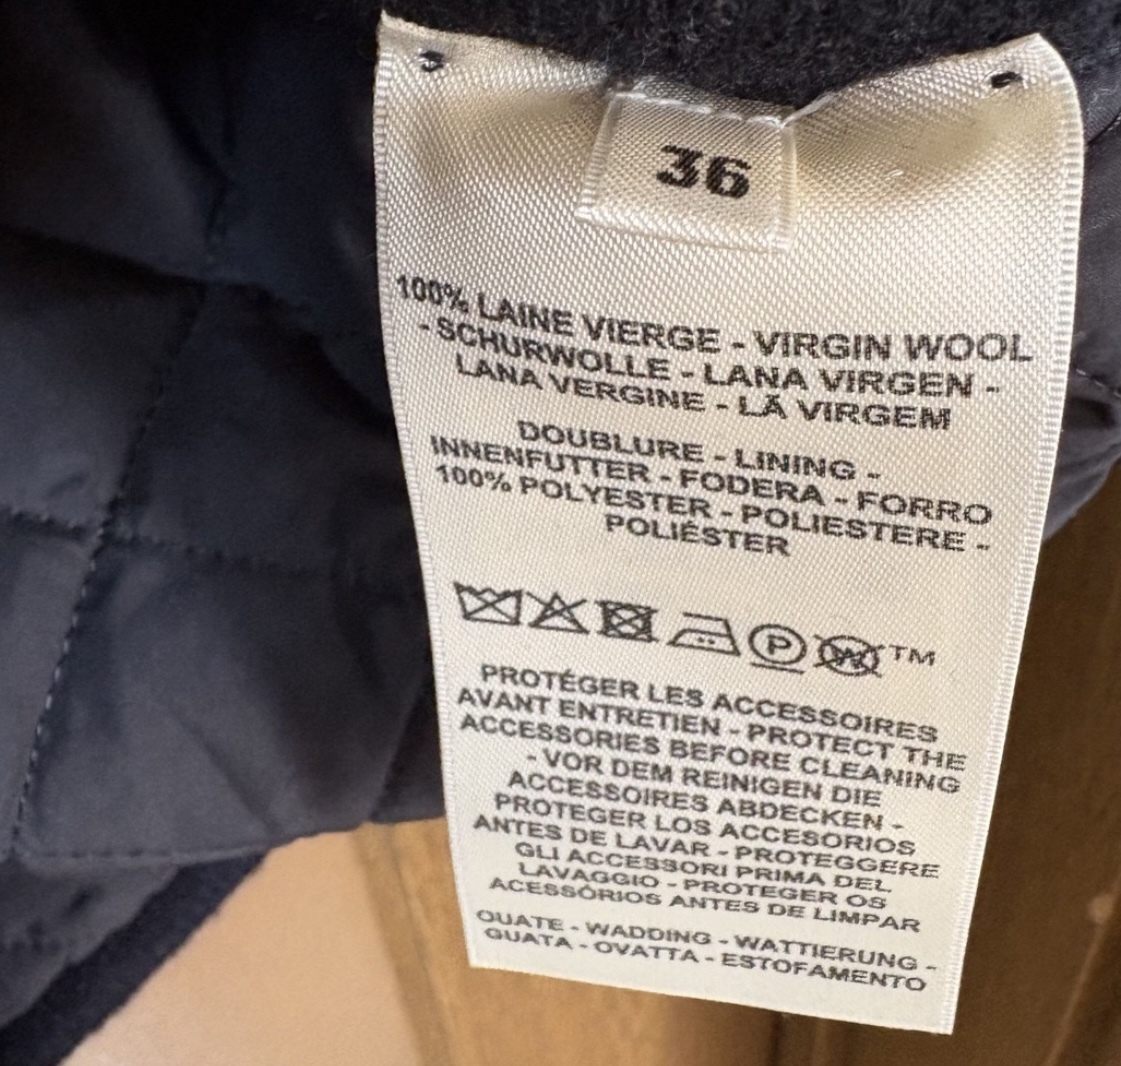 36
100% LAINE VIERGE - VIRGIN WOOL
- SCHURWOLLE - LANA VIRGEN -
LANA VERGINE - LÃ VIRGEM
DOUBLURE - LINING -
INNENFUTTER - FODERA - FORRO
100% POLYESTER - POLIESTERE -
POLIÉSTER
P W TM
PROTÉGER LES ACCESSOIRES
AVANT ENTRETIEN - PROTECT THE
ACCESSORIES BEFORE CLEANING
- VOR DEM REINIGEN DIE
ACCESSOIRES ABDECKEN -
PROTEGER LOS ACCESORIOS
ANTES DE LAVAR - PROTEGGERE
GLI ACCESSORI PRIMA DEL
LAVAGGIO - PROTEGER OS
ACESSÓRIOS ANTES DE LIMPAR
OUATE - WADDING - WATTIERUNG -
GUATA - OVATTA - ESTOFAMENTO